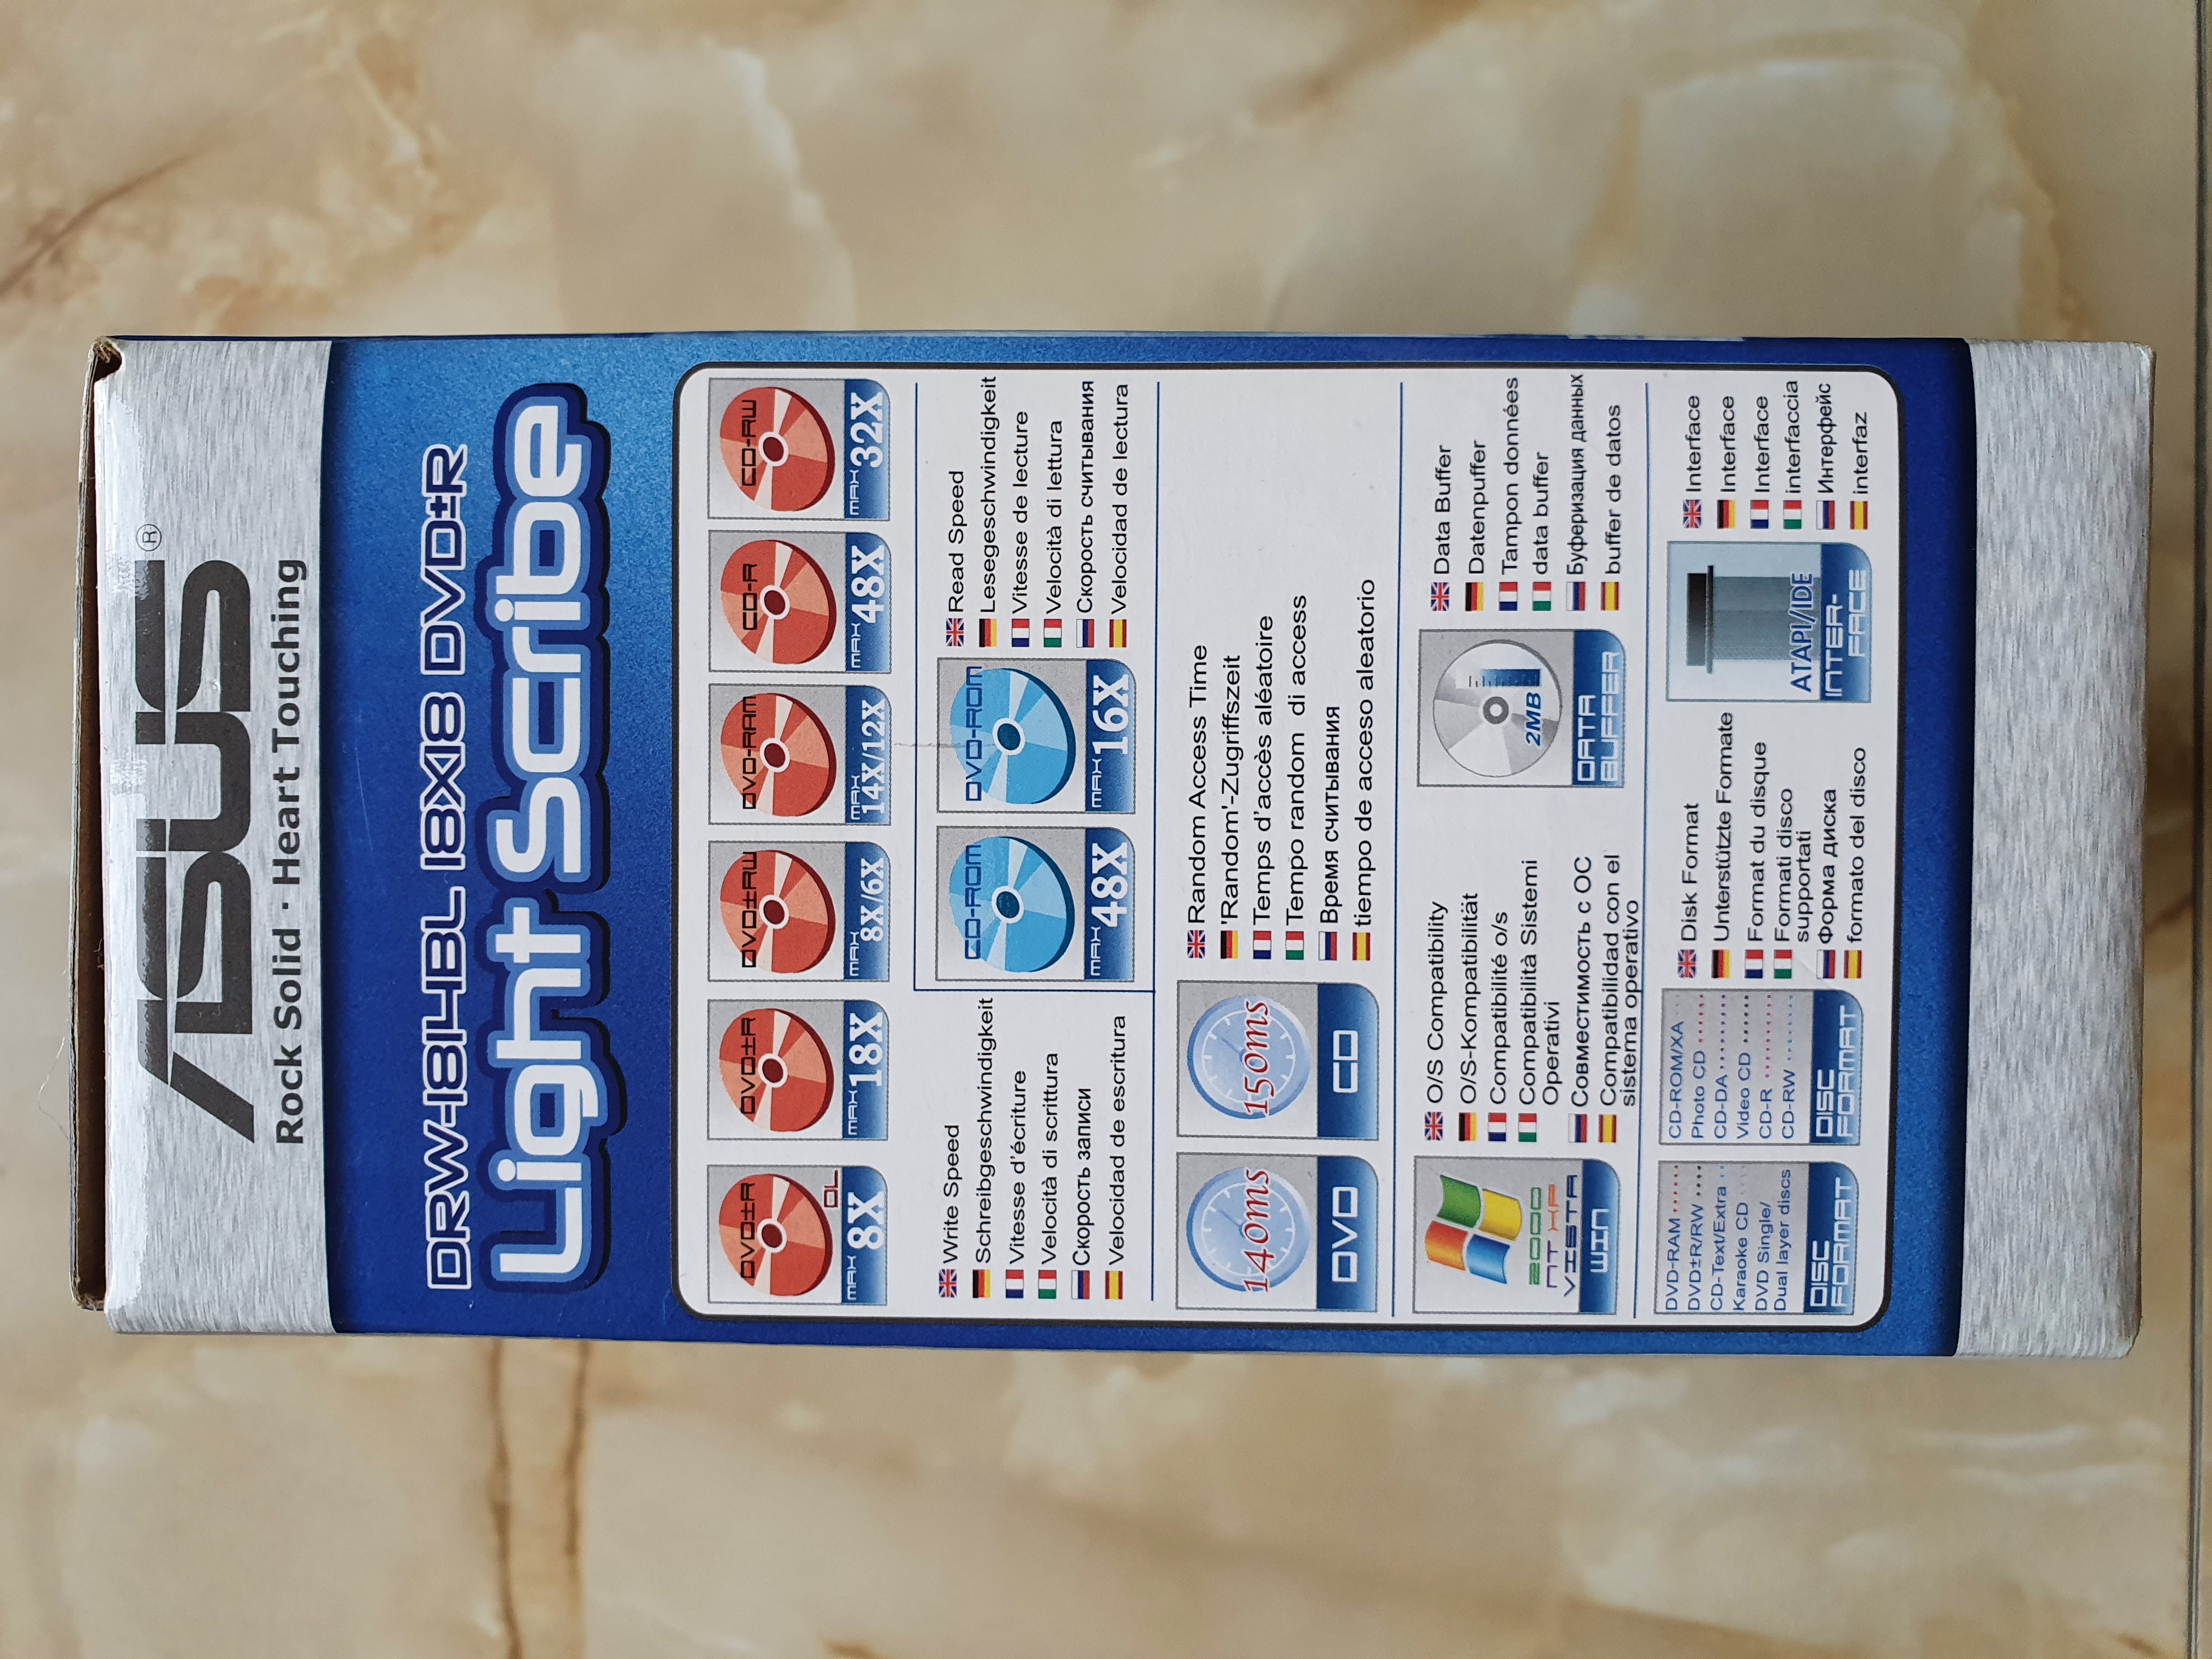 ASUS®
Rock Solid · Heart Touching
DRW-1814BL 18X18 DVD±R
Light Scribe
DVD±R DL
MAX 8X
DVD±R
MAX 18X
DVD±RW
MAX 8X/6X
DVD-RAM
MAX 14X/12X
CD-R
MAX 48X
CD-RW
MAX 32X
Write Speed
Schreibgeschwindigkeit
Vitesse d'écriture
Velocità di scrittura
Скорость записи
Velocidad de escritura
CD-ROM
MAX 48X
DVD-ROM
MAX 16X
Read Speed
Lesegeschwindigkeit
Vitesse de lecture
Velocità di lettura
Скорость считывания
Velocidad de lectura
140ms
DVD
150ms
CD
Random Access Time
'Random'-Zugriffszeit
Temps d'accès aléatoire
Tempo random di access
Время считывания
tiempo de acceso aleatorio
2000
NT XP
VISTA
WIN
O/S Compatibility
O/S-Kompatibilität
Compatibilité o/s
Compatibilità Sistemi
Operativi
Совместимость с ОС
Compatibilidad con el
sistema operativo
2MB
DATA
BUFFER
Data Buffer
Datenpuffer
Tampon données
data buffer
Буферизация данных
buffer de datos
DVD-RAM
DVD±R/RW
CD-Text/Extra
Karaoke CD
DVD Single/
Dual layer discs
DISC
FORMAT
CD-ROM/XA
Photo CD
CD-DA
Video CD
CD-R
CD-RW
DISC
FORMAT
Disk Format
Unterstützte Formate
Format du disque
Formati disco
supportati
Форма диска
formato del disco
ATAPI/IDE
INTER-
FACE
Interface
Interface
Interface
interfaccia
Интерфейс
interfaz